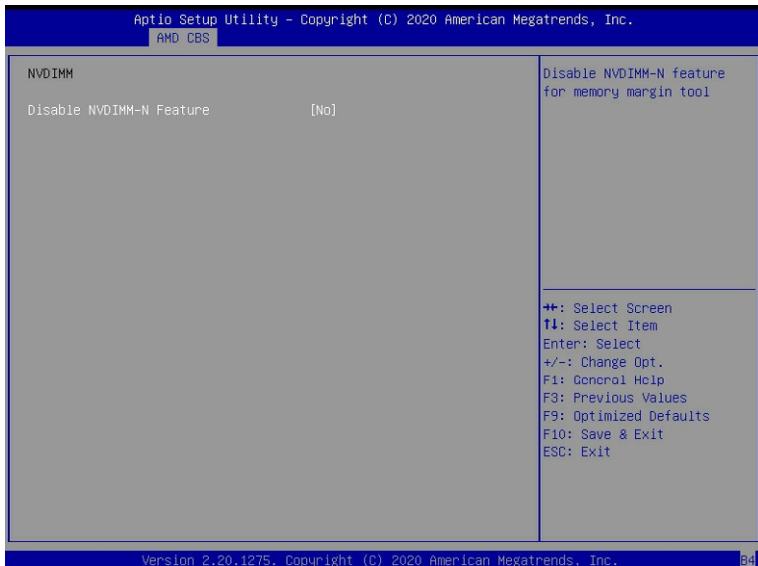 Aptio Setup Utility – Copyright (C) 2020 American Megatrends, Inc.
AMD CBS
NVDIMM
Disable NVDIMM-N Feature [No]
Disable NVDIMM-N feature
for memory margin tool
→←: Select Screen
↑↓: Select Item
Enter: Select
+/-: Change Opt.
F1: General Help
F3: Previous Values
F9: Optimized Defaults
F10: Save & Exit
ESC: Exit
Version 2.20.1275. Copyright (C) 2020 American Megatrends, Inc.
B4